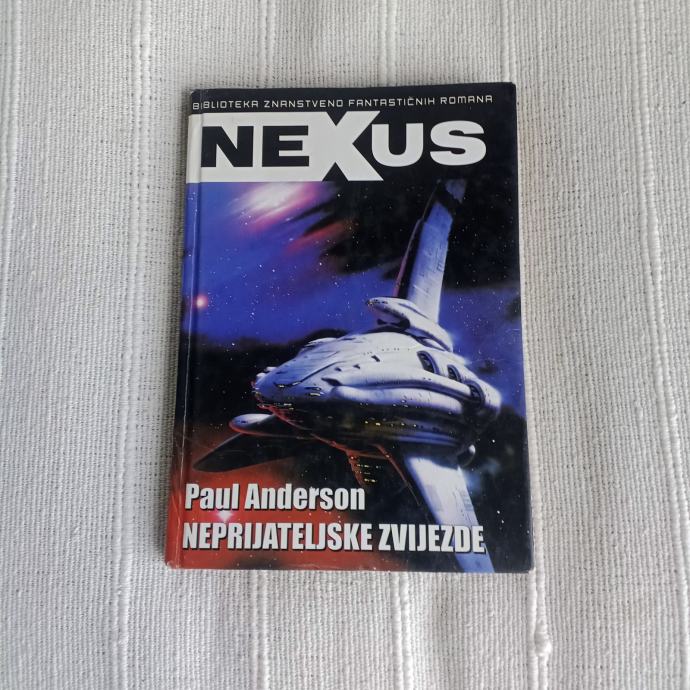 BIBLIOTEKA ZNANSTVENO FANTASTIČNIH ROMANA
NEXUS
Paul Anderson
NEPRIJATELJSKE ZVIJEZDE